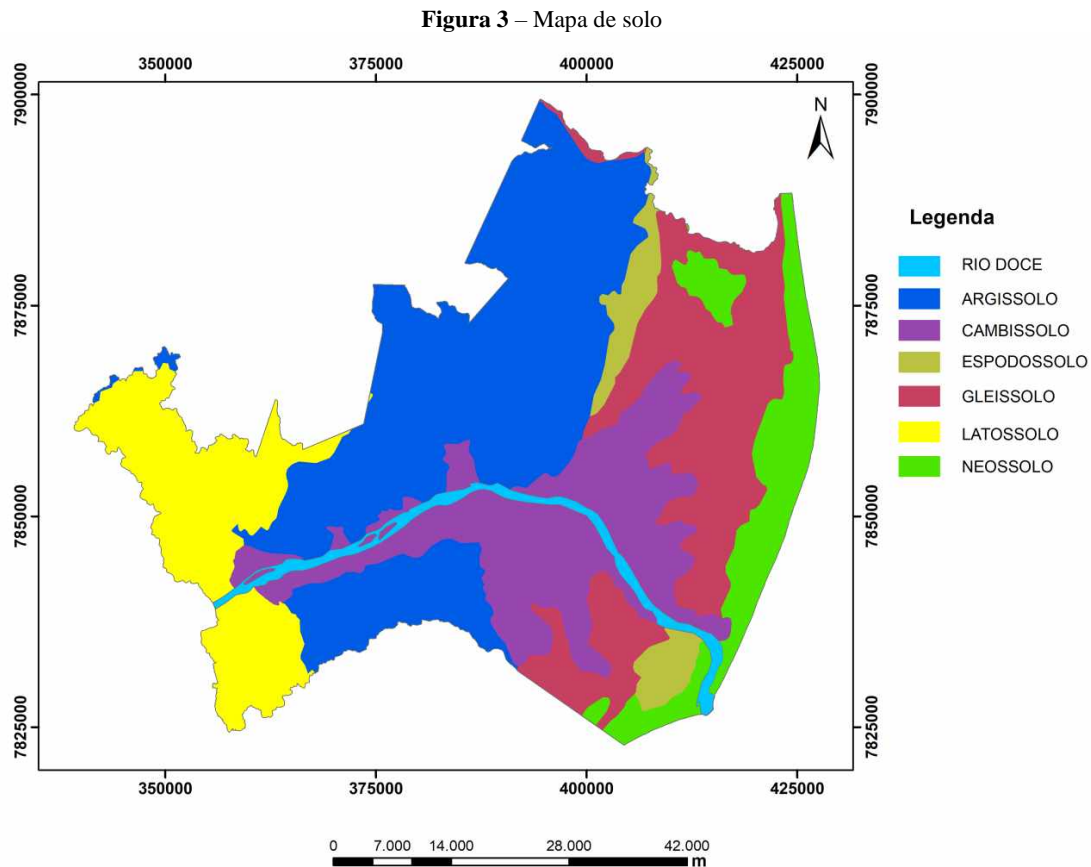 Figura 3 – Mapa de solo
350000 375000 400000 425000
7900000 7900000
N
Legenda
RIO DOCE
ARGISSOLO
7875000 7875000
CAMBISSOLO
ESPODOSSOLO
GLEISSOLO
LATOSSOLO
NEOSSOLO
7850000 7850000
7825000 7825000
350000 375000 400000 425000
0 7.000 14.000 28.000 42.000
m